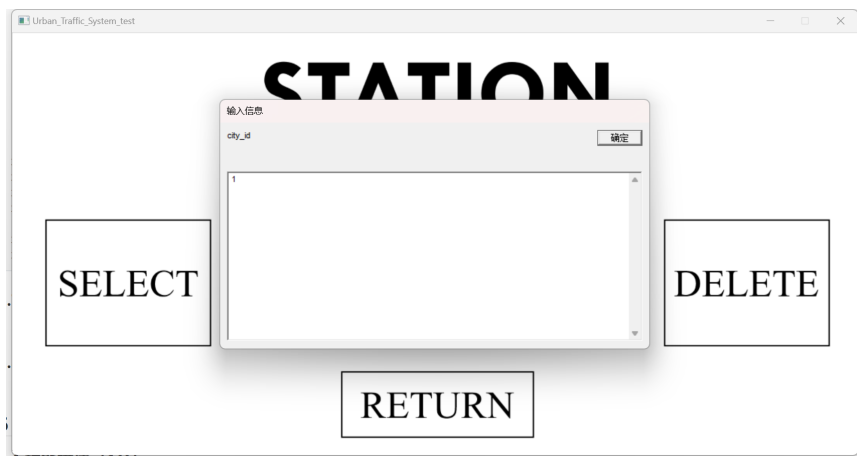 Urban_Traffic_System_test
STATION
输入信息
city_id
确定
1
SELECT
DELETE
RETURN